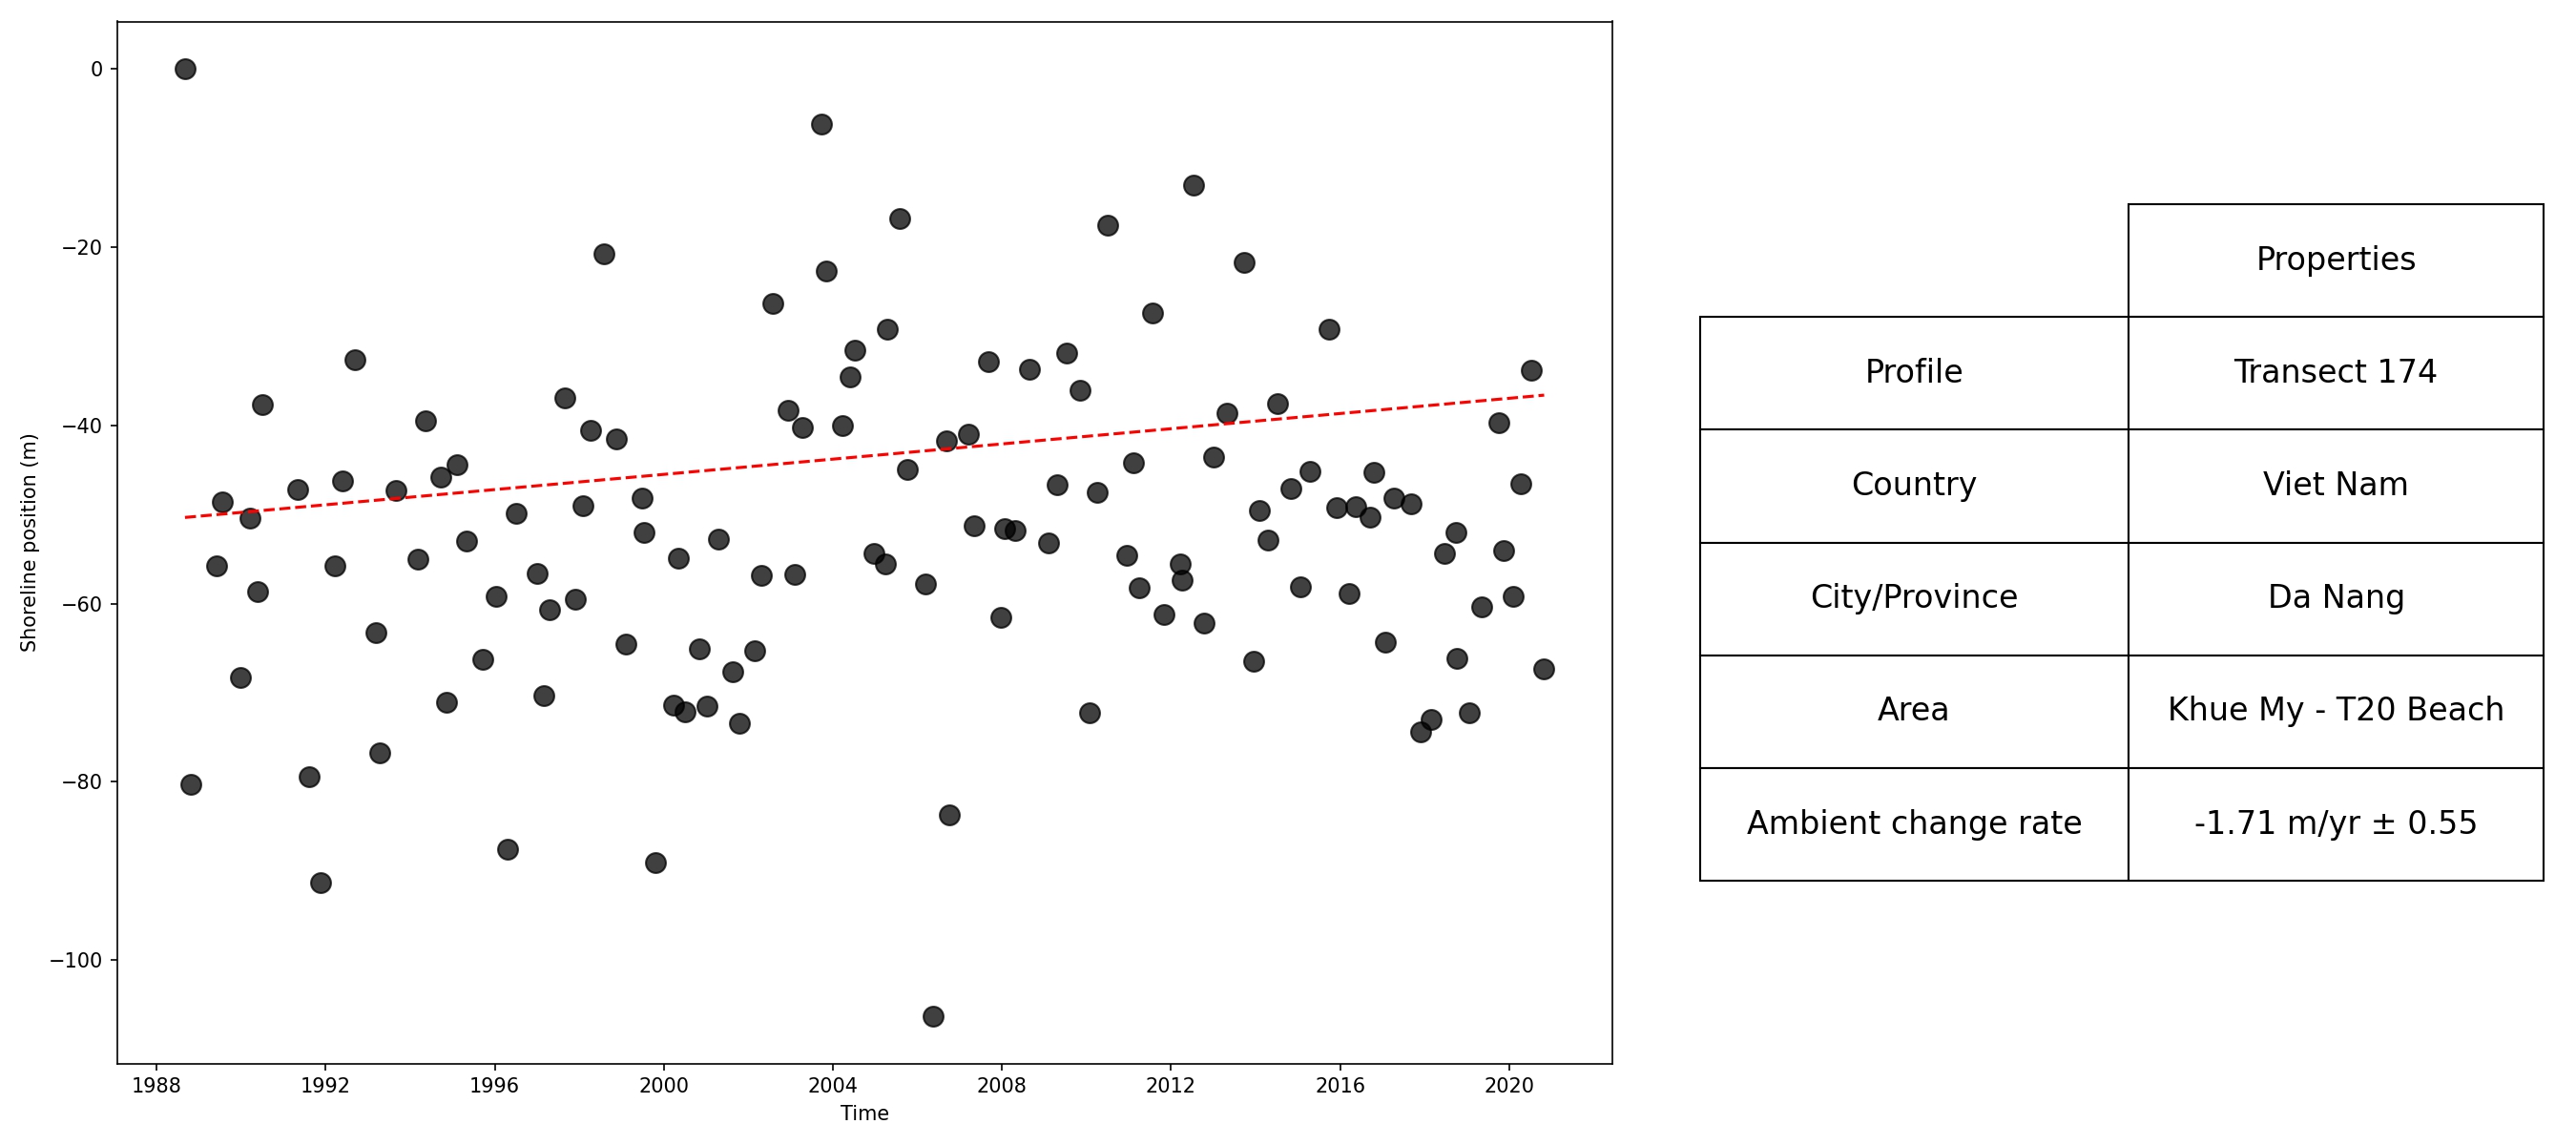 0
−20
−40
−60
−80
−100
Shoreline position (m)
1988 1992 1996 2000 2004 2008 2012 2016 2020
Time
Properties
Profile Transect 174
Country Viet Nam
City/Province Da Nang
Area Khue My - T20 Beach
Ambient change rate -1.71 m/yr ± 0.55